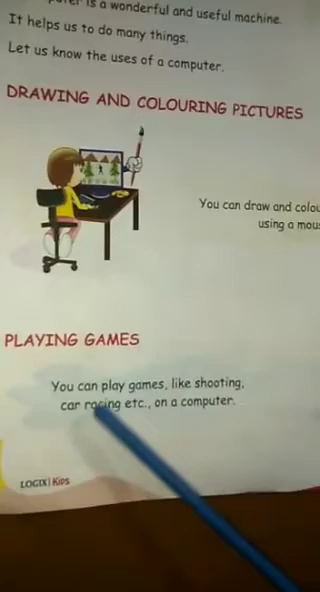 is a wonderful and useful machine.
It helps us to do many things.
Let us know the uses of a computer.
DRAWING AND COLOURING PICTURES
You can draw and
using a
PLAYING GAMES
You can play games, like shooting,
car racing etc., on a computer.
LOGIX Kids